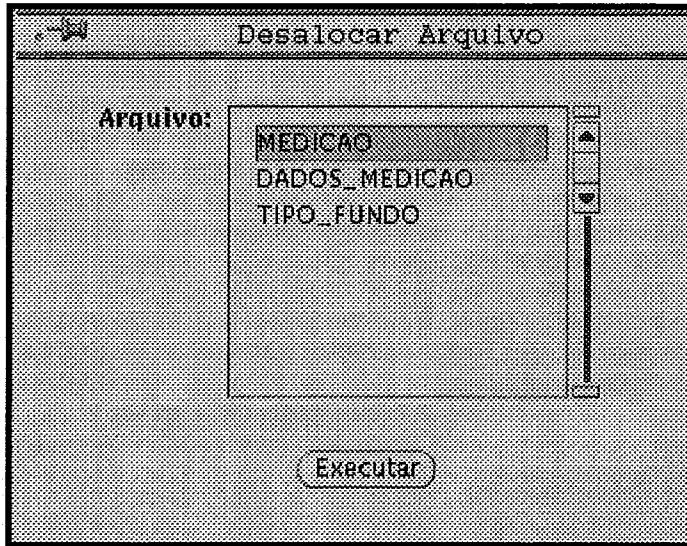 Desalocar Arquivo
Arquivo:
MEDICAO
DADOS_MEDICAO
TIPO_FUNDO
Executar